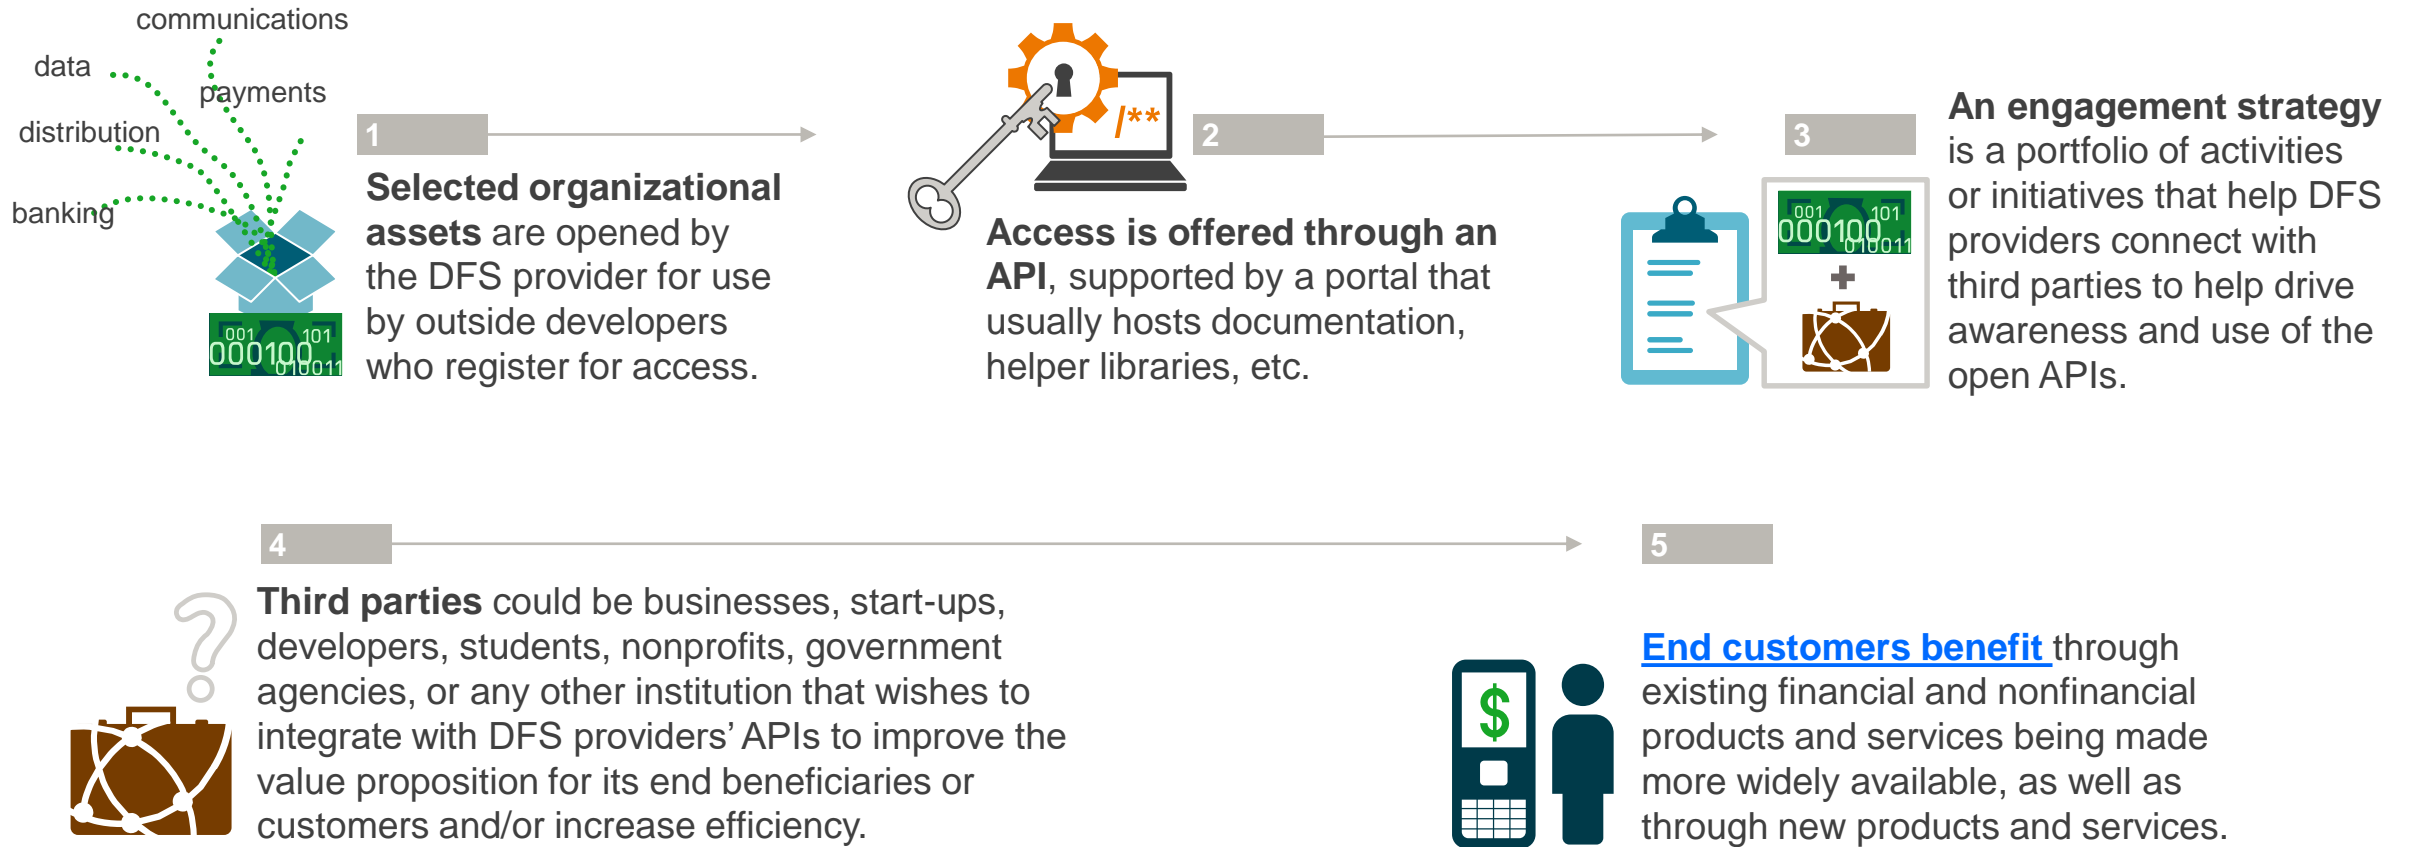 communications
data
payments
distribution
banking
001
101
000100
010011
1
Selected organizational
assets are opened by
the DFS provider for use
by outside developers
who register for access.
/**
2
Access is offered through an
API, supported by a portal that
usually hosts documentation,
helper libraries, etc.
3
001
101
000100
010011
An engagement strategy
is a portfolio of activities
or initiatives that help DFS
providers connect with
third parties to help drive
awareness and use of the
open APIs.
4
Third parties could be businesses, start-ups,
developers, students, nonprofits, government
agencies, or any other institution that wishes to
integrate with DFS providers’ APIs to improve the
value proposition for its end beneficiaries or
customers and/or increase efficiency.
5
$
End customers benefit through
existing financial and nonfinancial
products and services being made
more widely available, as well as
through new products and services.